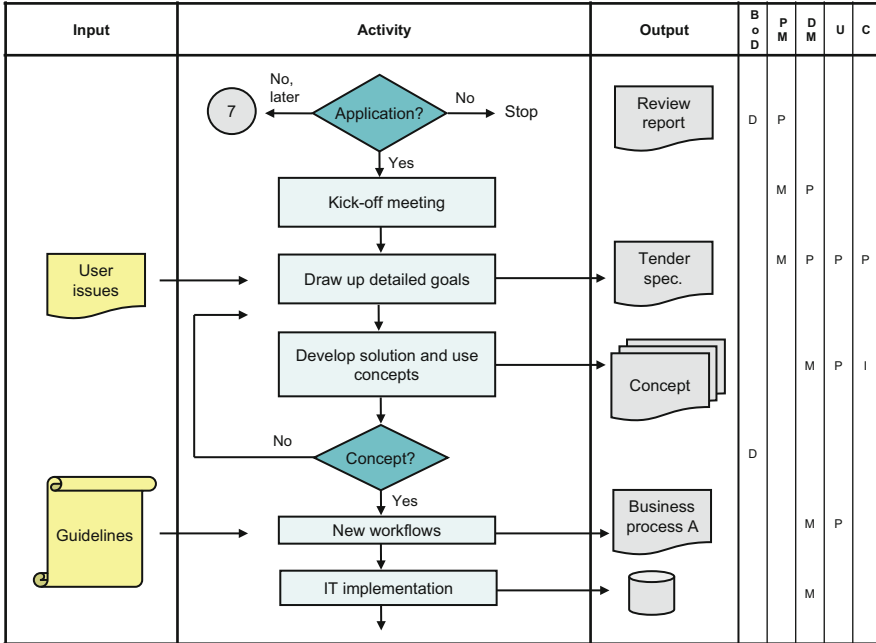 Input
Activity
Output
B
o
D
P
M
D
M
U
C
No,
later
7
Application?
No
Stop
Review
report
D
P
Yes
Kick-off meeting
M
P
User
issues
Draw up detailed goals
Tender
spec.
M
P
P
P
Develop solution and use
concepts
Concept
M
P
I
No
Concept?
D
Yes
Guidelines
New workflows
Business
process A
M
P
IT implementation
M